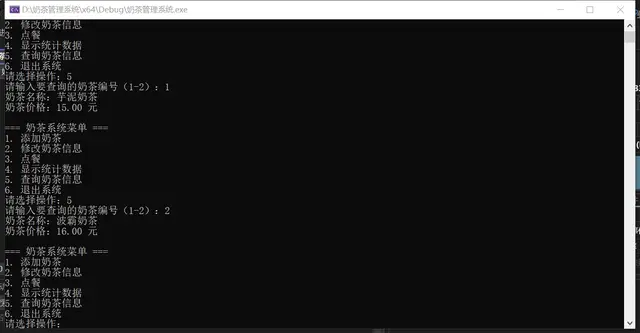 D:\奶茶管理系统\x64\Debug\奶茶管理系统.exe
2. 修改奶茶信息
3. 点餐
4. 显示统计数据
5. 查询奶茶信息
6. 退出系统
请选择操作：5
请输入要查询的奶茶编号（1-2）：1
奶茶名称：芋泥奶茶
奶茶价格：15.00 元
=== 奶茶系统菜单 ===
1. 添加奶茶
2. 修改奶茶信息
3. 点餐
4. 显示统计数据
5. 查询奶茶信息
6. 退出系统
请选择操作：5
请输入要查询的奶茶编号（1-2）：2
奶茶名称：波霸奶茶
奶茶价格：16.00 元
=== 奶茶系统菜单 ===
1. 添加奶茶
2. 修改奶茶信息
3. 点餐
4. 显示统计数据
5. 查询奶茶信息
6. 退出系统
请选择操作：